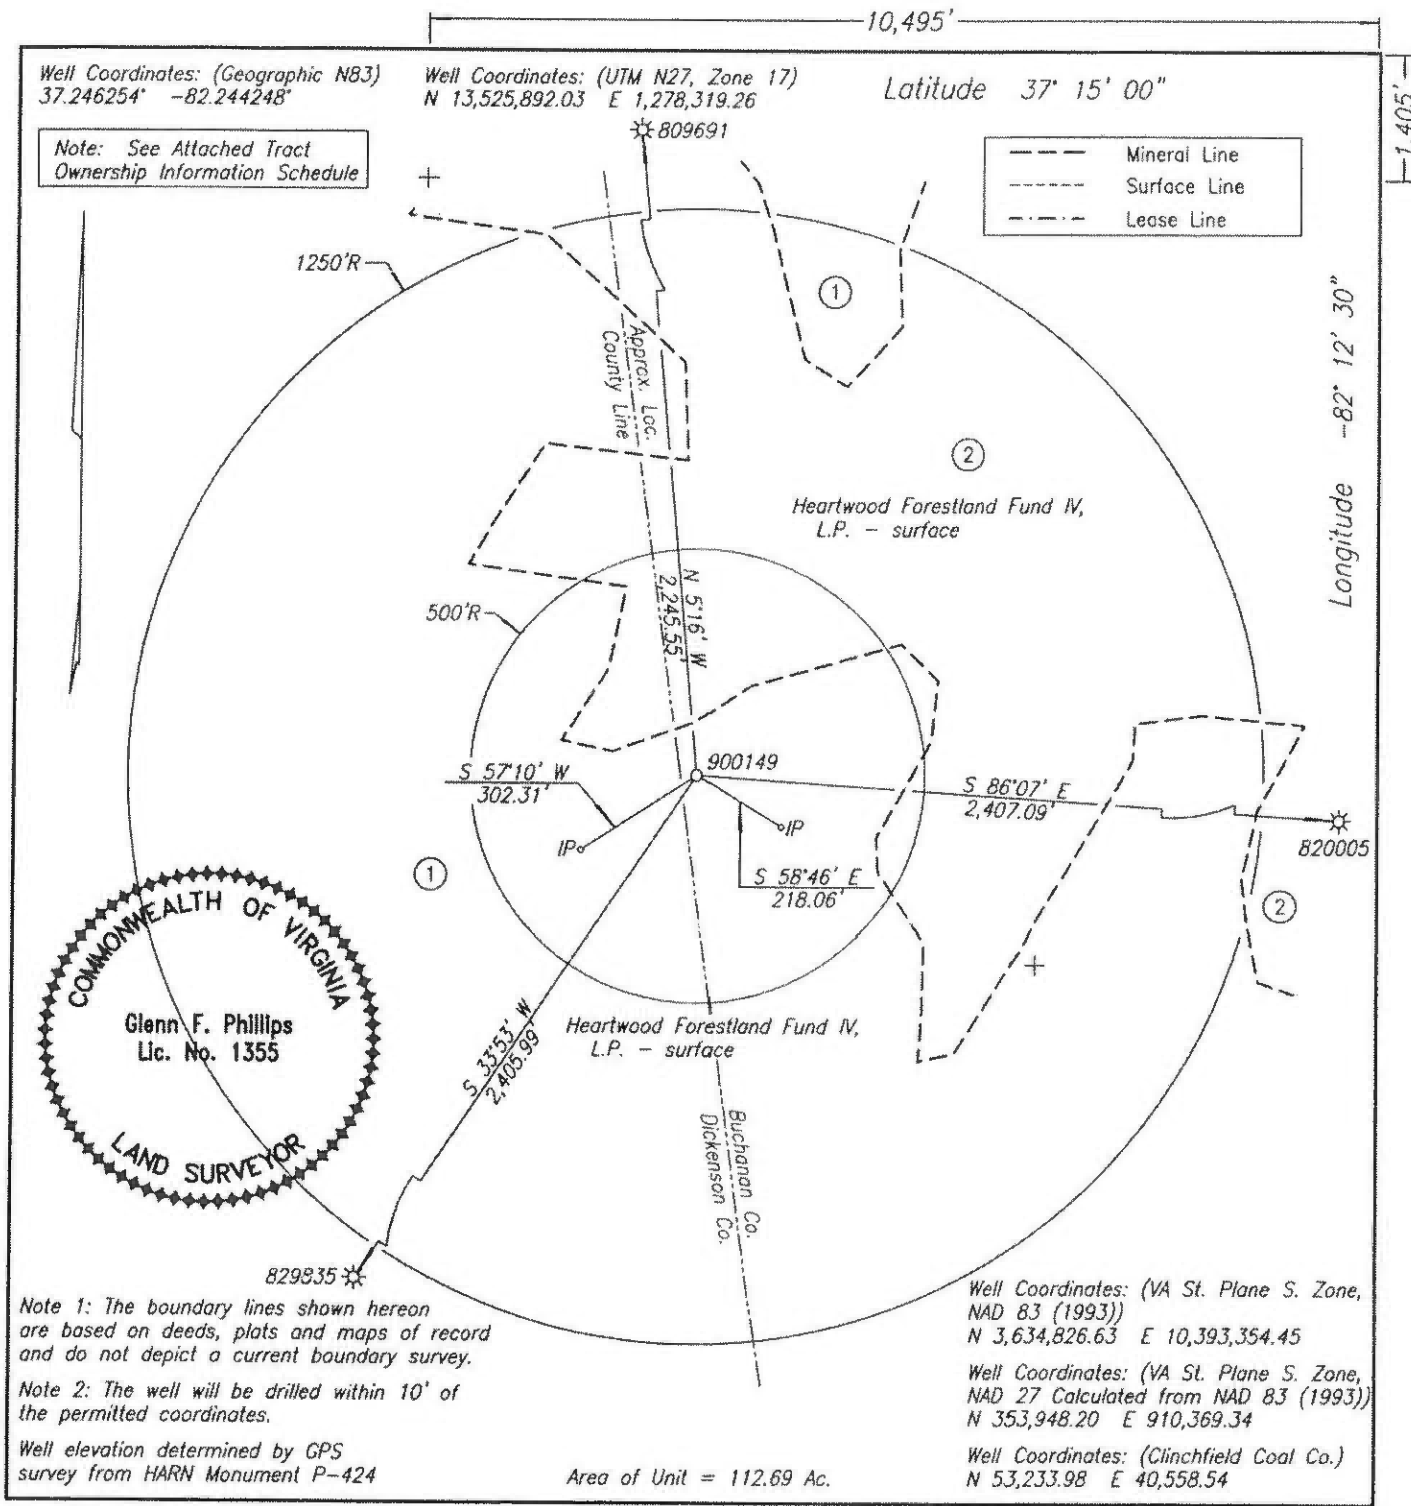 10,495'
1,405'
Well Coordinates: (Geographic N83)
37.246254° -82.244248°
Well Coordinates: (UTM N27, Zone 17)
N 13,525,892.03 E 1,278,319.26
Latitude 37° 15' 00"
Note: See Attached Tract
Ownership Information Schedule
809691
Mineral Line
Surface Line
Lease Line
1250'R
1
Longitude -82° 12' 30"
Approx. Loc.
County Line
2
Heartwood Forestland Fund IV,
L.P. - surface
500'R
N 5°16' W
2,245.55'
900149
S 57°10' W
302.31'
S 86°07' E
2,407.09'
IP
IP
820005
S 58°46' E
218.06'
1
2
COMMONWEALTH OF VIRGINIA
Glenn F. Phillips
Lic. No. 1355
LAND SURVEYOR
Heartwood Forestland Fund IV,
L.P. - surface
S 33°53' W
2,405.99'
Buchanan Co.
Dickenson Co.
829835
Note 1: The boundary lines shown hereon
are based on deeds, plats and maps of record
and do not depict a current boundary survey.
Note 2: The well will be drilled within 10' of
the permitted coordinates.
Well elevation determined by GPS
survey from HARN Monument P-424
Area of Unit = 112.69 Ac.
Well Coordinates: (VA St. Plane S. Zone,
NAD 83 (1993))
N 3,634,826.63 E 10,393,354.45
Well Coordinates: (VA St. Plane S. Zone,
NAD 27 Calculated from NAD 83 (1993))
N 353,948.20 E 910,369.34
Well Coordinates: (Clinchfield Coal Co.)
N 53,233.98 E 40,558.54